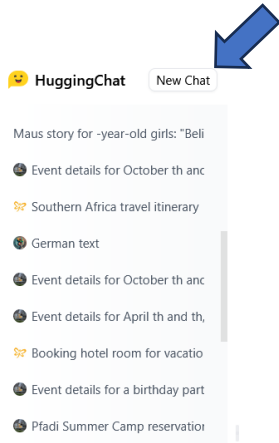 HuggingChat New Chat
Maus story for -year-old girls: "Beli
Event details for October th and
Southern Africa travel itinerary
German text
Event details for October th and
Event details for April th and th,
Booking hotel room for vacatio
Event details for a birthday part
Pfadi Summer Camp reservation